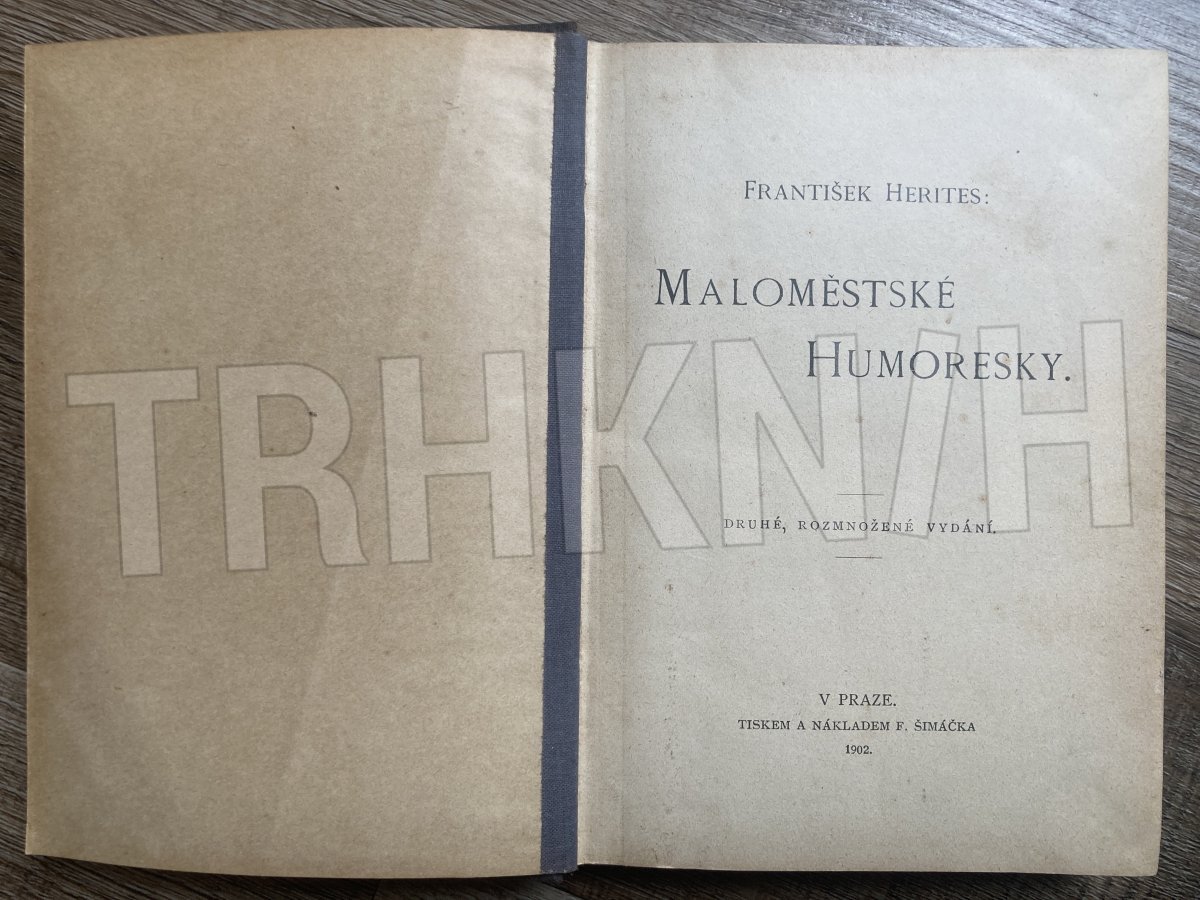 FRANTIŠEK HERITES:
MALOMĚSTSKÉ
HUMORESKY.
DRUHÉ, ROZMNOŽENÉ VYDÁNÍ.
V PRAZE.
TISKEM A NÁKLADEM F. ŠIMÁČKA
1902.
TRHKNIH